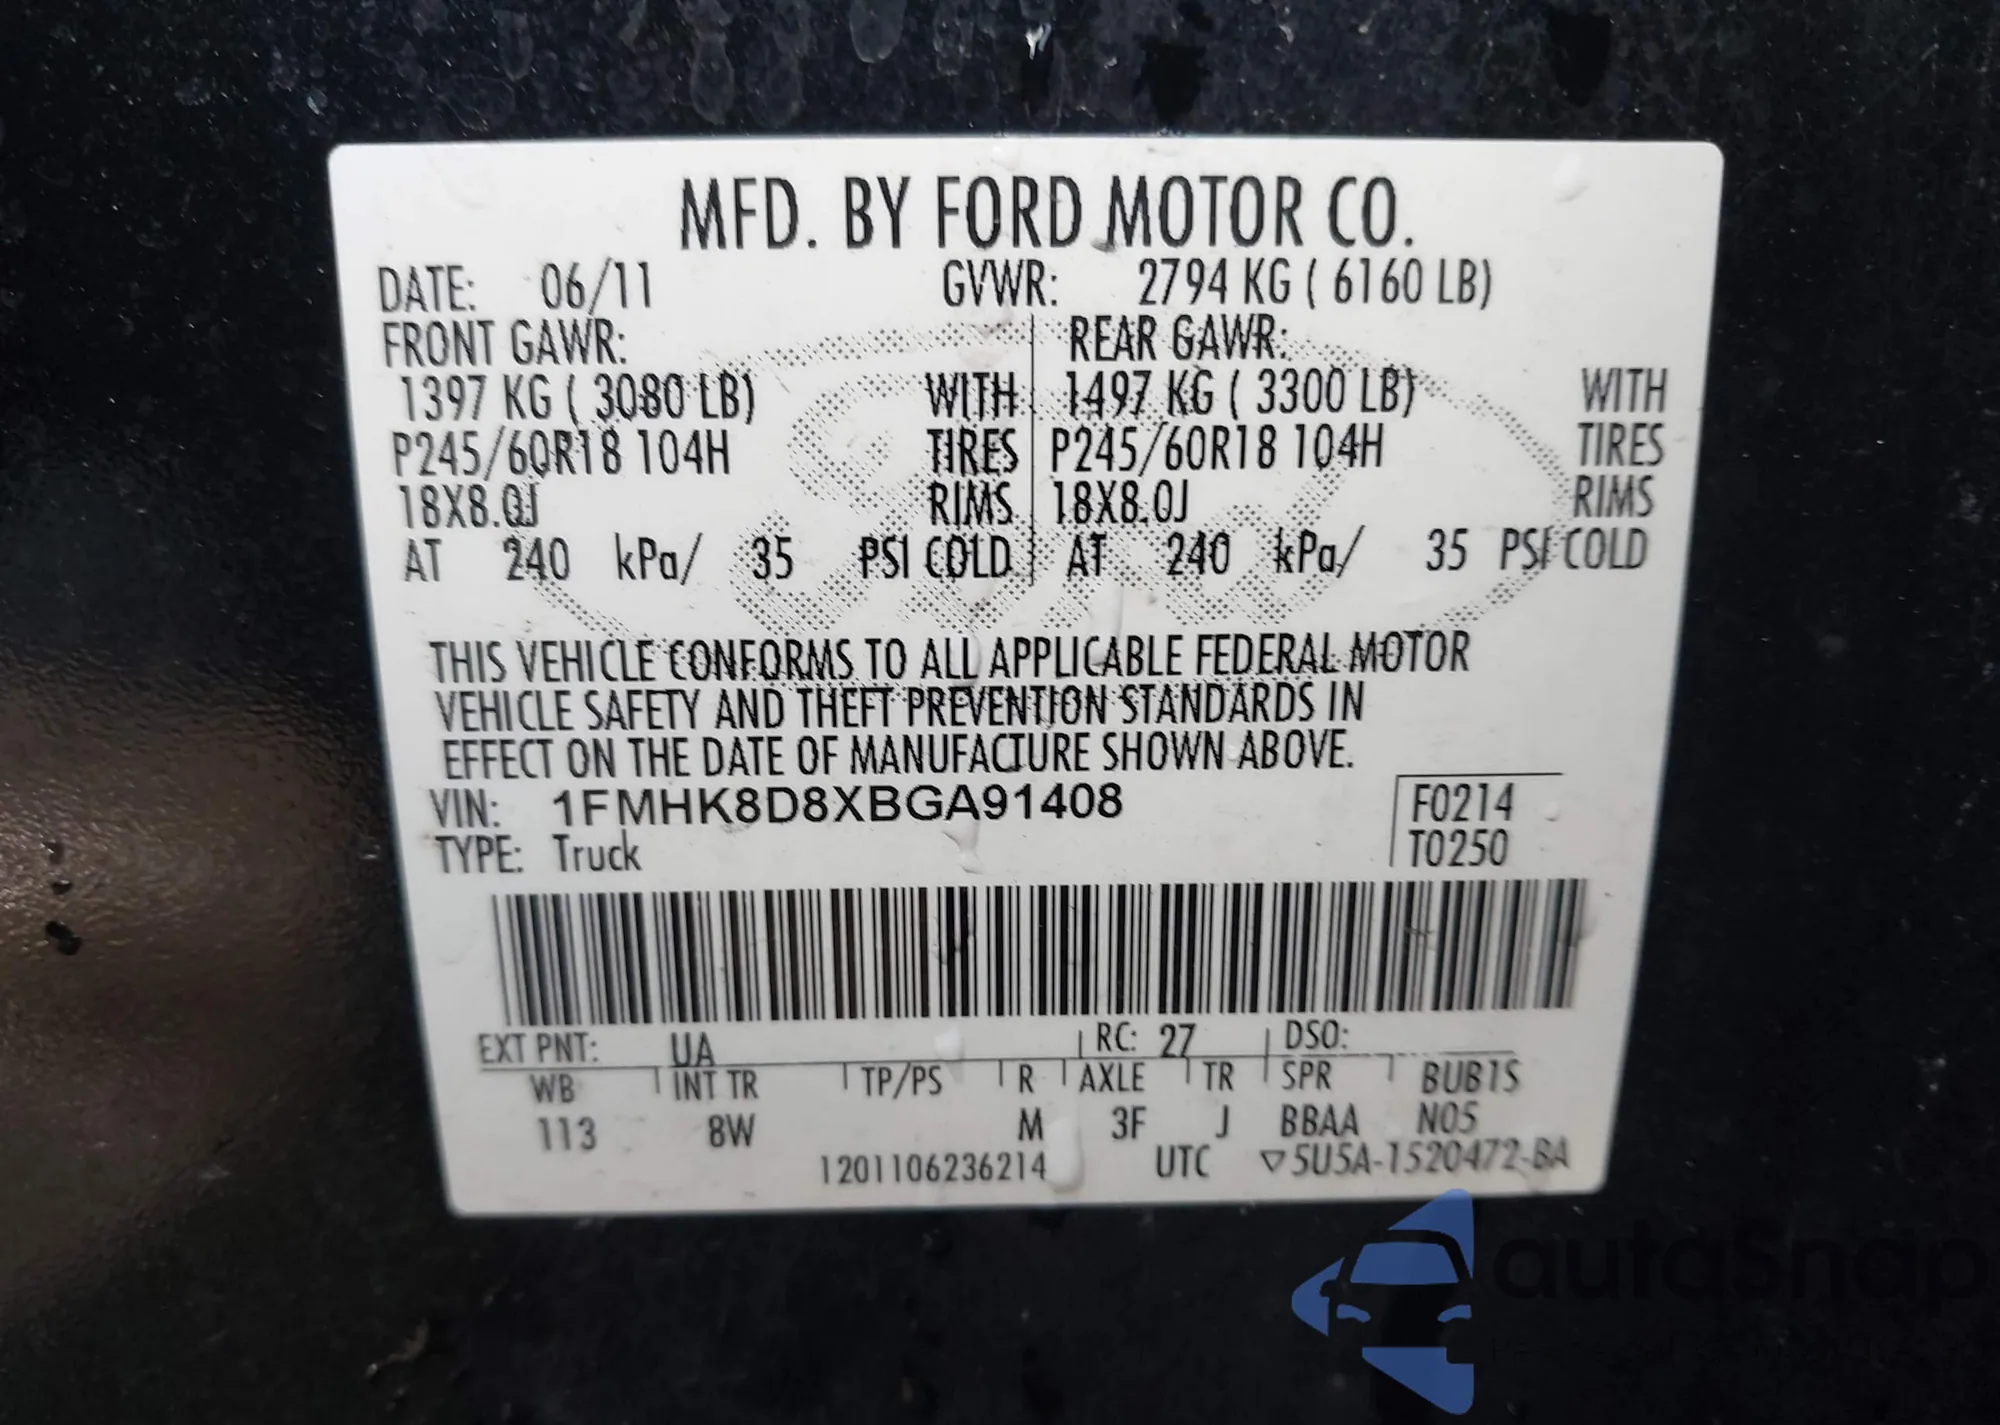 MFD. BY FORD MOTOR CO.
DATE: 06/11 GVWR: 2794 KG ( 6160 LB)
FRONT GAWR: REAR GAWR:
1397 KG ( 3080 LB) WITH 1497 KG ( 3300 LB) WITH
P245/60R18 104H TIRES P245/60R18 104H TIRES
18X8.0J RIMS 18X8.0J RIMS
AT 240 kPa/ 35 PSI COLD AT 240 kPa/ 35 PSI COLD
THIS VEHICLE CONFORMS TO ALL APPLICABLE FEDERAL MOTOR
VEHICLE SAFETY AND THEFT PREVENTION STANDARDS IN
EFFECT ON THE DATE OF MANUFACTURE SHOWN ABOVE.
VIN: 1FMHK8D8XBGA91408 F0214
TYPE: Truck T0250
EXT PNT: UA RC: 27 DSO:
WB INT TR TP/PS R AXLE TR SPR BUB1S
113 8W M 3F J BBAA N05
1201106236214 UTC ▽5U5A-1520472-BA
autosnap